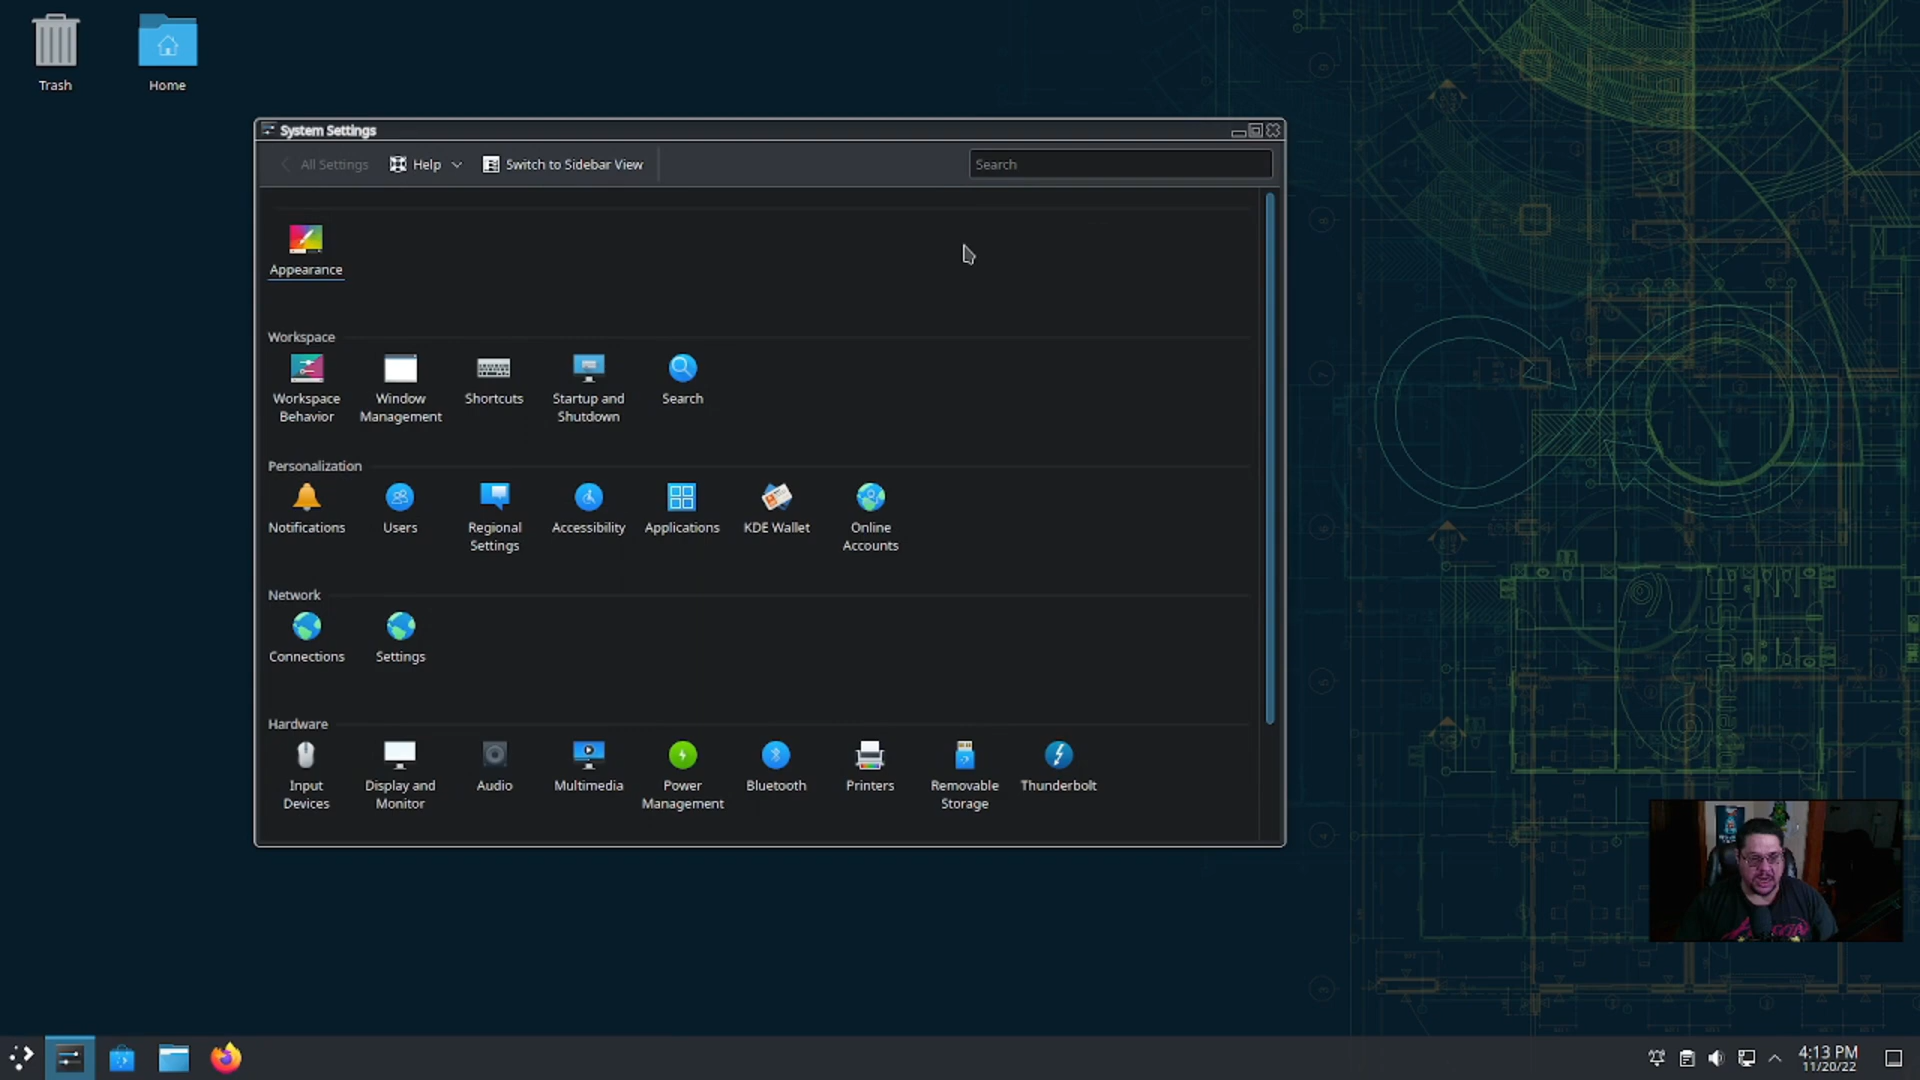 Trash
Home
System Settings
All Settings
Help
Switch to Sidebar View
Search
Appearance
Workspace
Workspace
Behavior
Window
Management
Shortcuts
Startup and
Shutdown
Search
Personalization
Notifications
Users
Regional
Settings
Accessibility
Applications
KDE Wallet
Online
Accounts
Network
Connections
Settings
Hardware
Input
Devices
Display and
Monitor
Audio
Multimedia
Power
Management
Bluetooth
Printers
Removable
Storage
Thunderbolt
openSUSE
4:13 PM
11/20/22